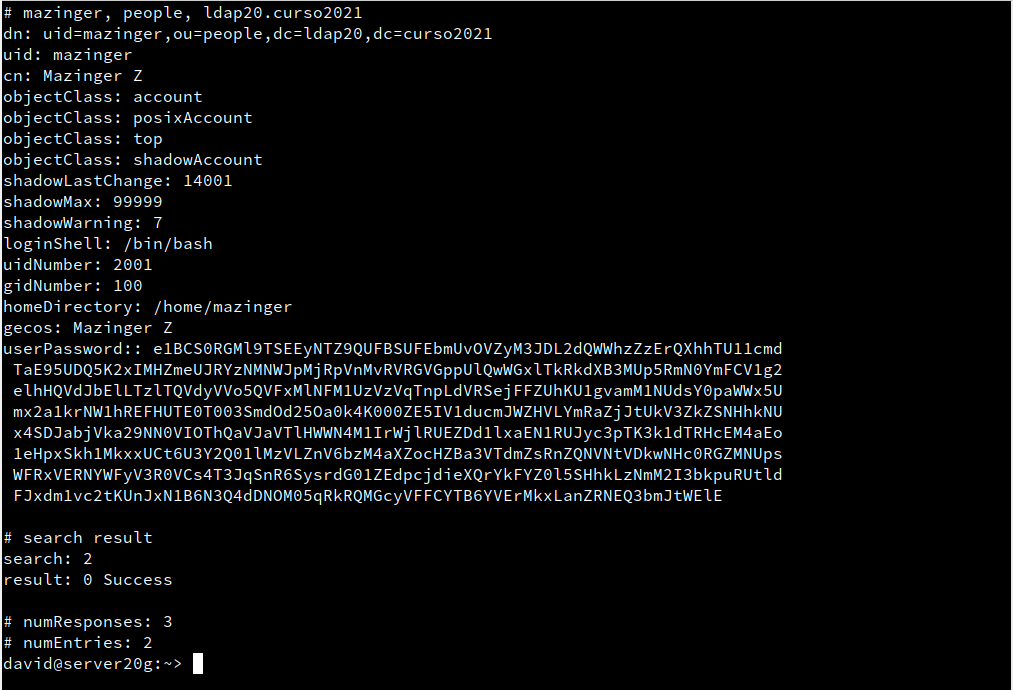 # mazinger, people, ldap20.curso2021
dn: uid=mazinger,ou=people,dc=ldap20,dc=curso2021
uid: mazinger
cn: Mazinger Z
objectClass: account
objectClass: posixAccount
objectClass: top
objectClass: shadowAccount
shadowLastChange: 14001
shadowMax: 99999
shadowWarning: 7
loginShell: /bin/bash
uidNumber: 2001
gidNumber: 100
homeDirectory: /home/mazinger
gecos: Mazinger Z
userPassword:: e1BCS0RGMl9TSEEyNTZ9QUFBSUFEbmUvOVZyM3JDL2dQWWhzZzErQXhhTU11cmd
 TaE95UDQ5K2xIMHZmeUJRYzNMNWJpMjRpVnMvRVRGVGppUlQwWGxlTkRkdXB3MUp5RmN0YmFCV1g2
 elhHQVdJbElLTzlTQVdyVVo5QVFxMlNFM1UzVzVqTnpLdVRSejFFZUhKU1gvamM1NUdsY0paWWx5U
 mx2a1krNW1hREFHUTE0T003SmdOd25Oa0k4K000ZE5IV1ducmJWZHVLYmRaZjJtUkV3ZkZSNHhkNU
 x4SDJabjVka29NN0VIOThQaVJaVTlHWWN4M1IrWjlRUEZDd1lxaEN1RUJyc3pTK3k1dTRHcEM4aEo
 1eHpxSkh1MkxxUCt6U3Y2Q01lMzVLZnV6bzM4aXZocHZBa3VTdmZsRnZQNVNtVDkwNHc0RGZMNUps
 WFRxVERNYWFyV3R0VCs4T3JqSnR6SysrdG01ZEdpcjdieXQrYkFYZ0l5SHhkLzNmM2I3bkpuRUtld
 FJxdm1vc2tKUnJxN1B6N3Q4dDNOM05qRkRQMGcyVFFCYTB6YVErMkxLanZRNEQ3bmJtWElE

# search result
search: 2
result: 0 Success

# numResponses: 3
# numEntries: 2
david@server20g:~>